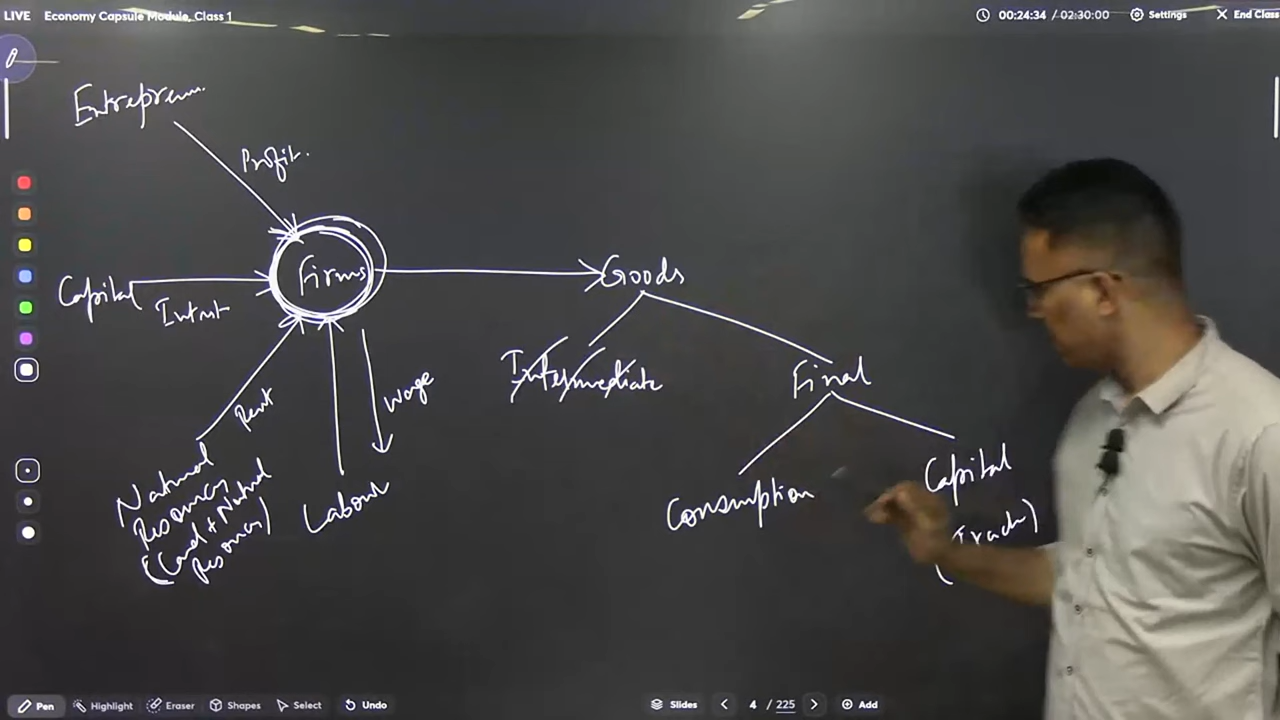 LIVE Economy Capsule Module, Class 1
00:24:34 / 02:30:00 Settings End Class
Entrepren..
Profit.
Firms
Goods
Capital
Intrst
Intermediate
Final
Rent
Wage
Natural
Resources
(Land + Natural
Resources)
Labour
Consumption
Capital
Pen Highlight Eraser Shapes Select Undo Slides 4 / 225 Add